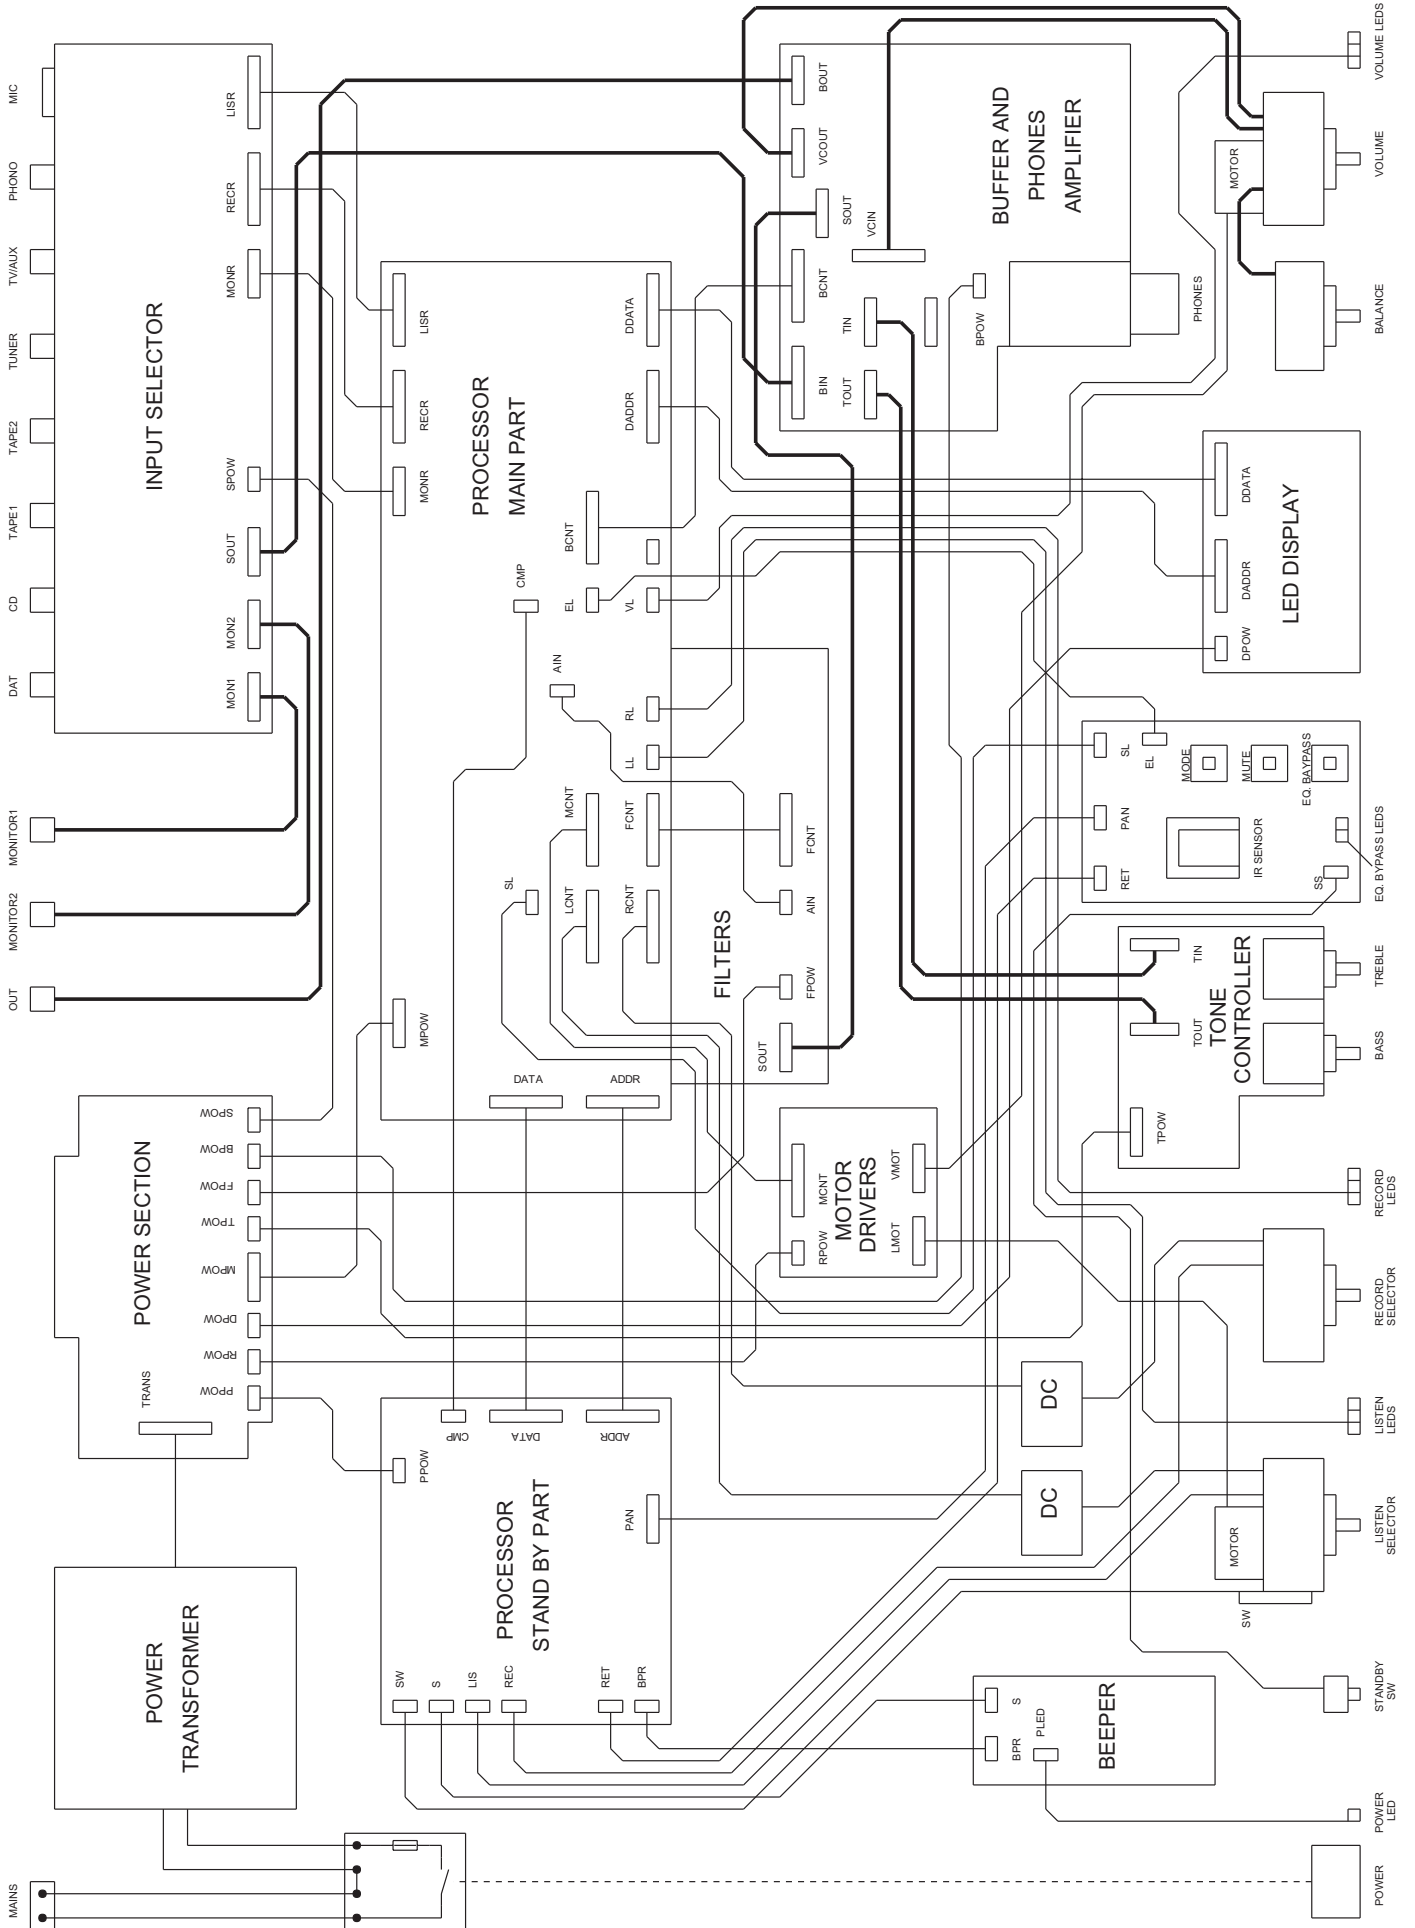 MAINS
POWER
TRANSFORMER
POWER SECTION
TRANS
PPOW
RPOW
DPOW
MPOW
TPOW
FPOW
BPOW
SPOW
OUT
MONITOR2
MONITOR1
DAT
CD
TAPE1
TAPE2
TUNER
TV/AUX
PHONO
MIC
INPUT SELECTOR
MON1
MON2
SOUT
SPOW
MONR
RECR
LISR
PROCESSOR
STAND BY PART
PPOW
CMP
DATA
ADDR
PAN
SW
S
LIS
REC
RET
BPR
PROCESSOR
MAIN PART
MPOW
MONR
RECR
LISR
DATA
ADDR
SL
LCNT
RCNT
MCNT
FCNT
AIN
CMP
LL
RL
EL
VL
BCNT
DADDR
DDATA
FILTERS
SOUT
FPOW
AIN
FCNT
MOTOR
DRIVERS
RPOW
MCNT
LMOT
VMOT
BUFFER AND
PHONES
AMPLIFIER
BIN
BCNT
SOUT
VCOUT
BOUT
TOUT
TIN
VCIN
BPOW
PHONES
BEEPER
BPR
S
PLED
DC
DC
TONE
CONTROLLER
TPOW
TOUT
TIN
RET
PAN
SL
EL
MODE
MUTE
EQ. BAYPASS
IR SENSOR
SS
LED DISPLAY
DPOW
DADDR
DDATA
MOTOR
SW
MOTOR
POWER
POWER
LED
STANDBY
SW
LISTEN
SELECTOR
LISTEN
LEDS
RECORD
SELECTOR
RECORD
LEDS
BASS
TREBLE
EQ. BYPASS LEDS
BALANCE
VOLUME
VOLUME LEDS